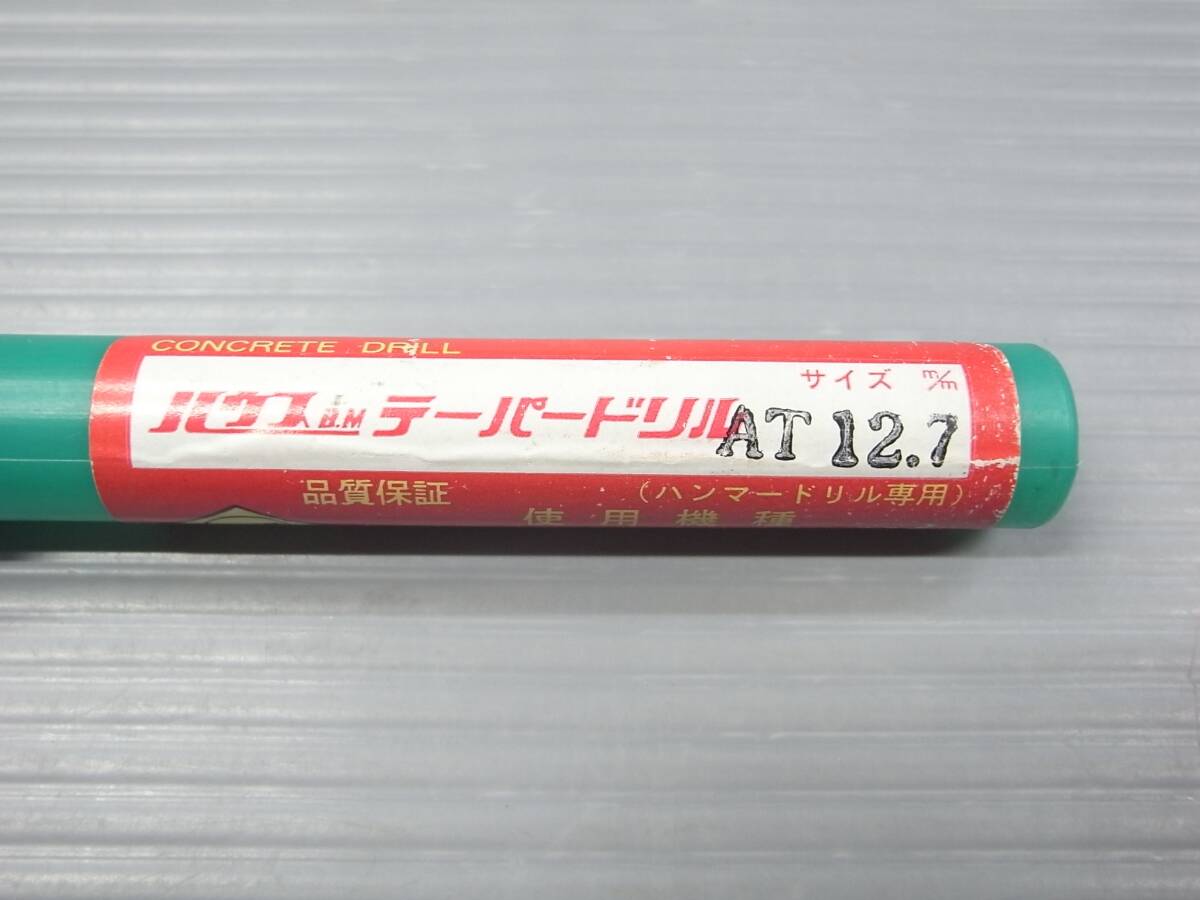 CONCRETE DRILL
サイズ m/m
ハウスB.M テーパードリル AT 12.7
品質保証 (ハンマードリル専用)
使用機種